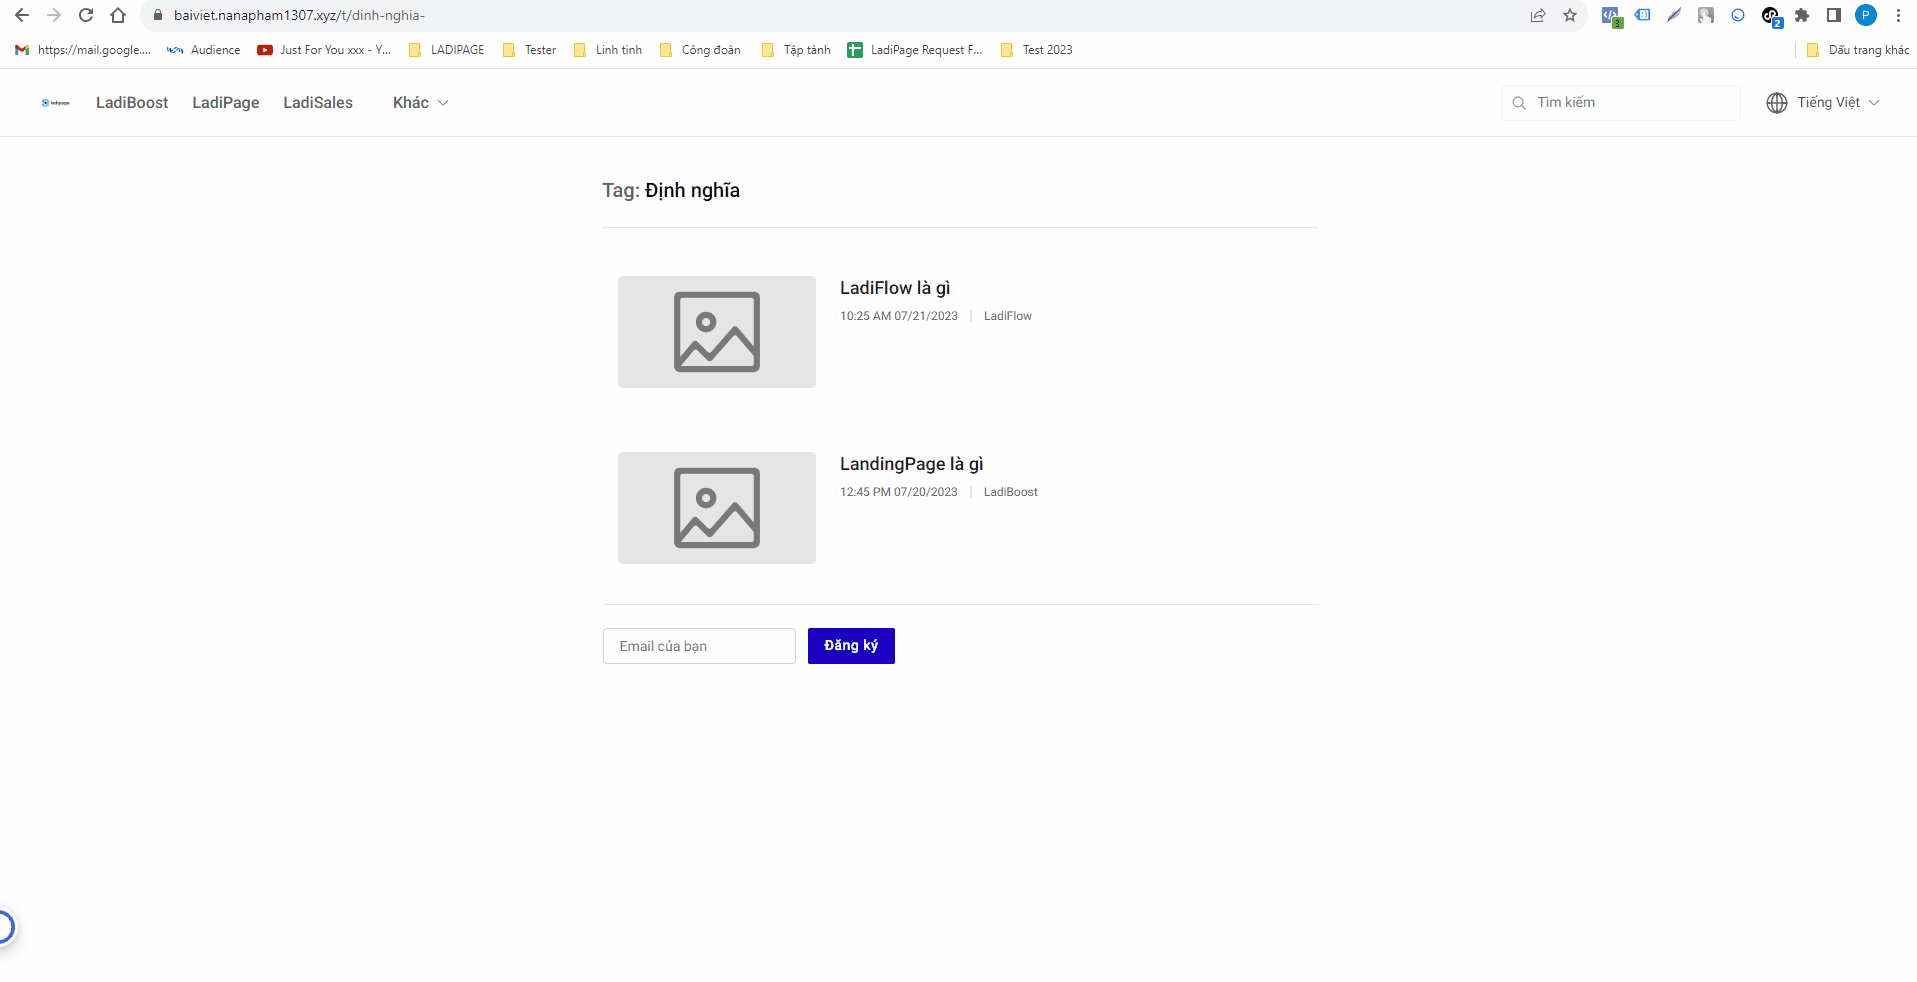 baiviet.nanapham1307.xyz/t/dinh-nghia-
3
2
P
https://mail.google.... Audience Just For You xxx - Y... LADIPAGE Tester Linh tinh Công đoàn Tập tành LadiPage Request F... Test 2023 Dấu trang khác
ladipage LadiBoost LadiPage LadiSales Khác Tìm kiếm Tiếng Việt
Tag: Định nghĩa
LadiFlow là gì
10:25 AM 07/21/2023 | LadiFlow
LandingPage là gì
12:45 PM 07/20/2023 | LadiBoost
Email của bạn Đăng ký